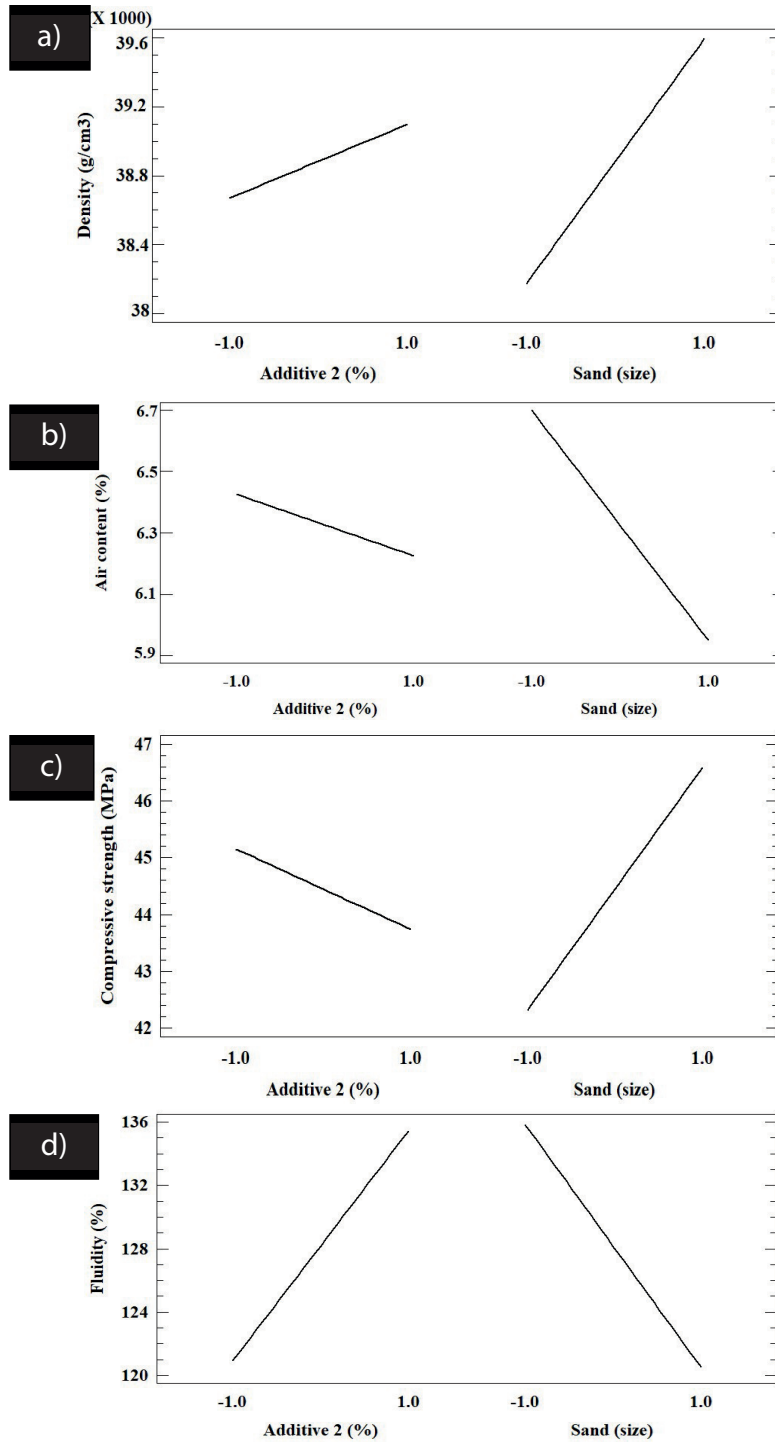 (X 1000)
a)
39.6
39.2
38.8
38.4
38
Density (g/cm3)
-1.0 1.0 -1.0 1.0
Additive 2 (%) Sand (size)
b)
6.7
6.5
6.3
6.1
5.9
Air content (%)
-1.0 1.0 -1.0 1.0
Additive 2 (%) Sand (size)
c)
47
46
45
44
43
42
Compressive strength (MPa)
-1.0 1.0 -1.0 1.0
Additive 2 (%) Sand (size)
d)
136
132
128
124
120
Fluidity (%)
-1.0 1.0 -1.0 1.0
Additive 2 (%) Sand (size)